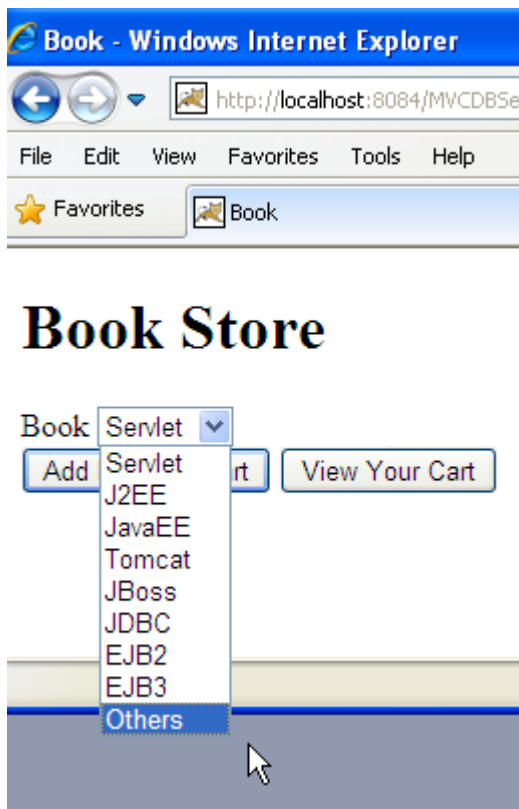 Book - Windows Internet Explorer
http://localhost:8084/MVCDBSe
File Edit View Favorites Tools Help
Favorites Book
Book Store
Book Servlet
Add rt View Your Cart
Servlet
J2EE
JavaEE
Tomcat
JBoss
JDBC
EJB2
EJB3
Others